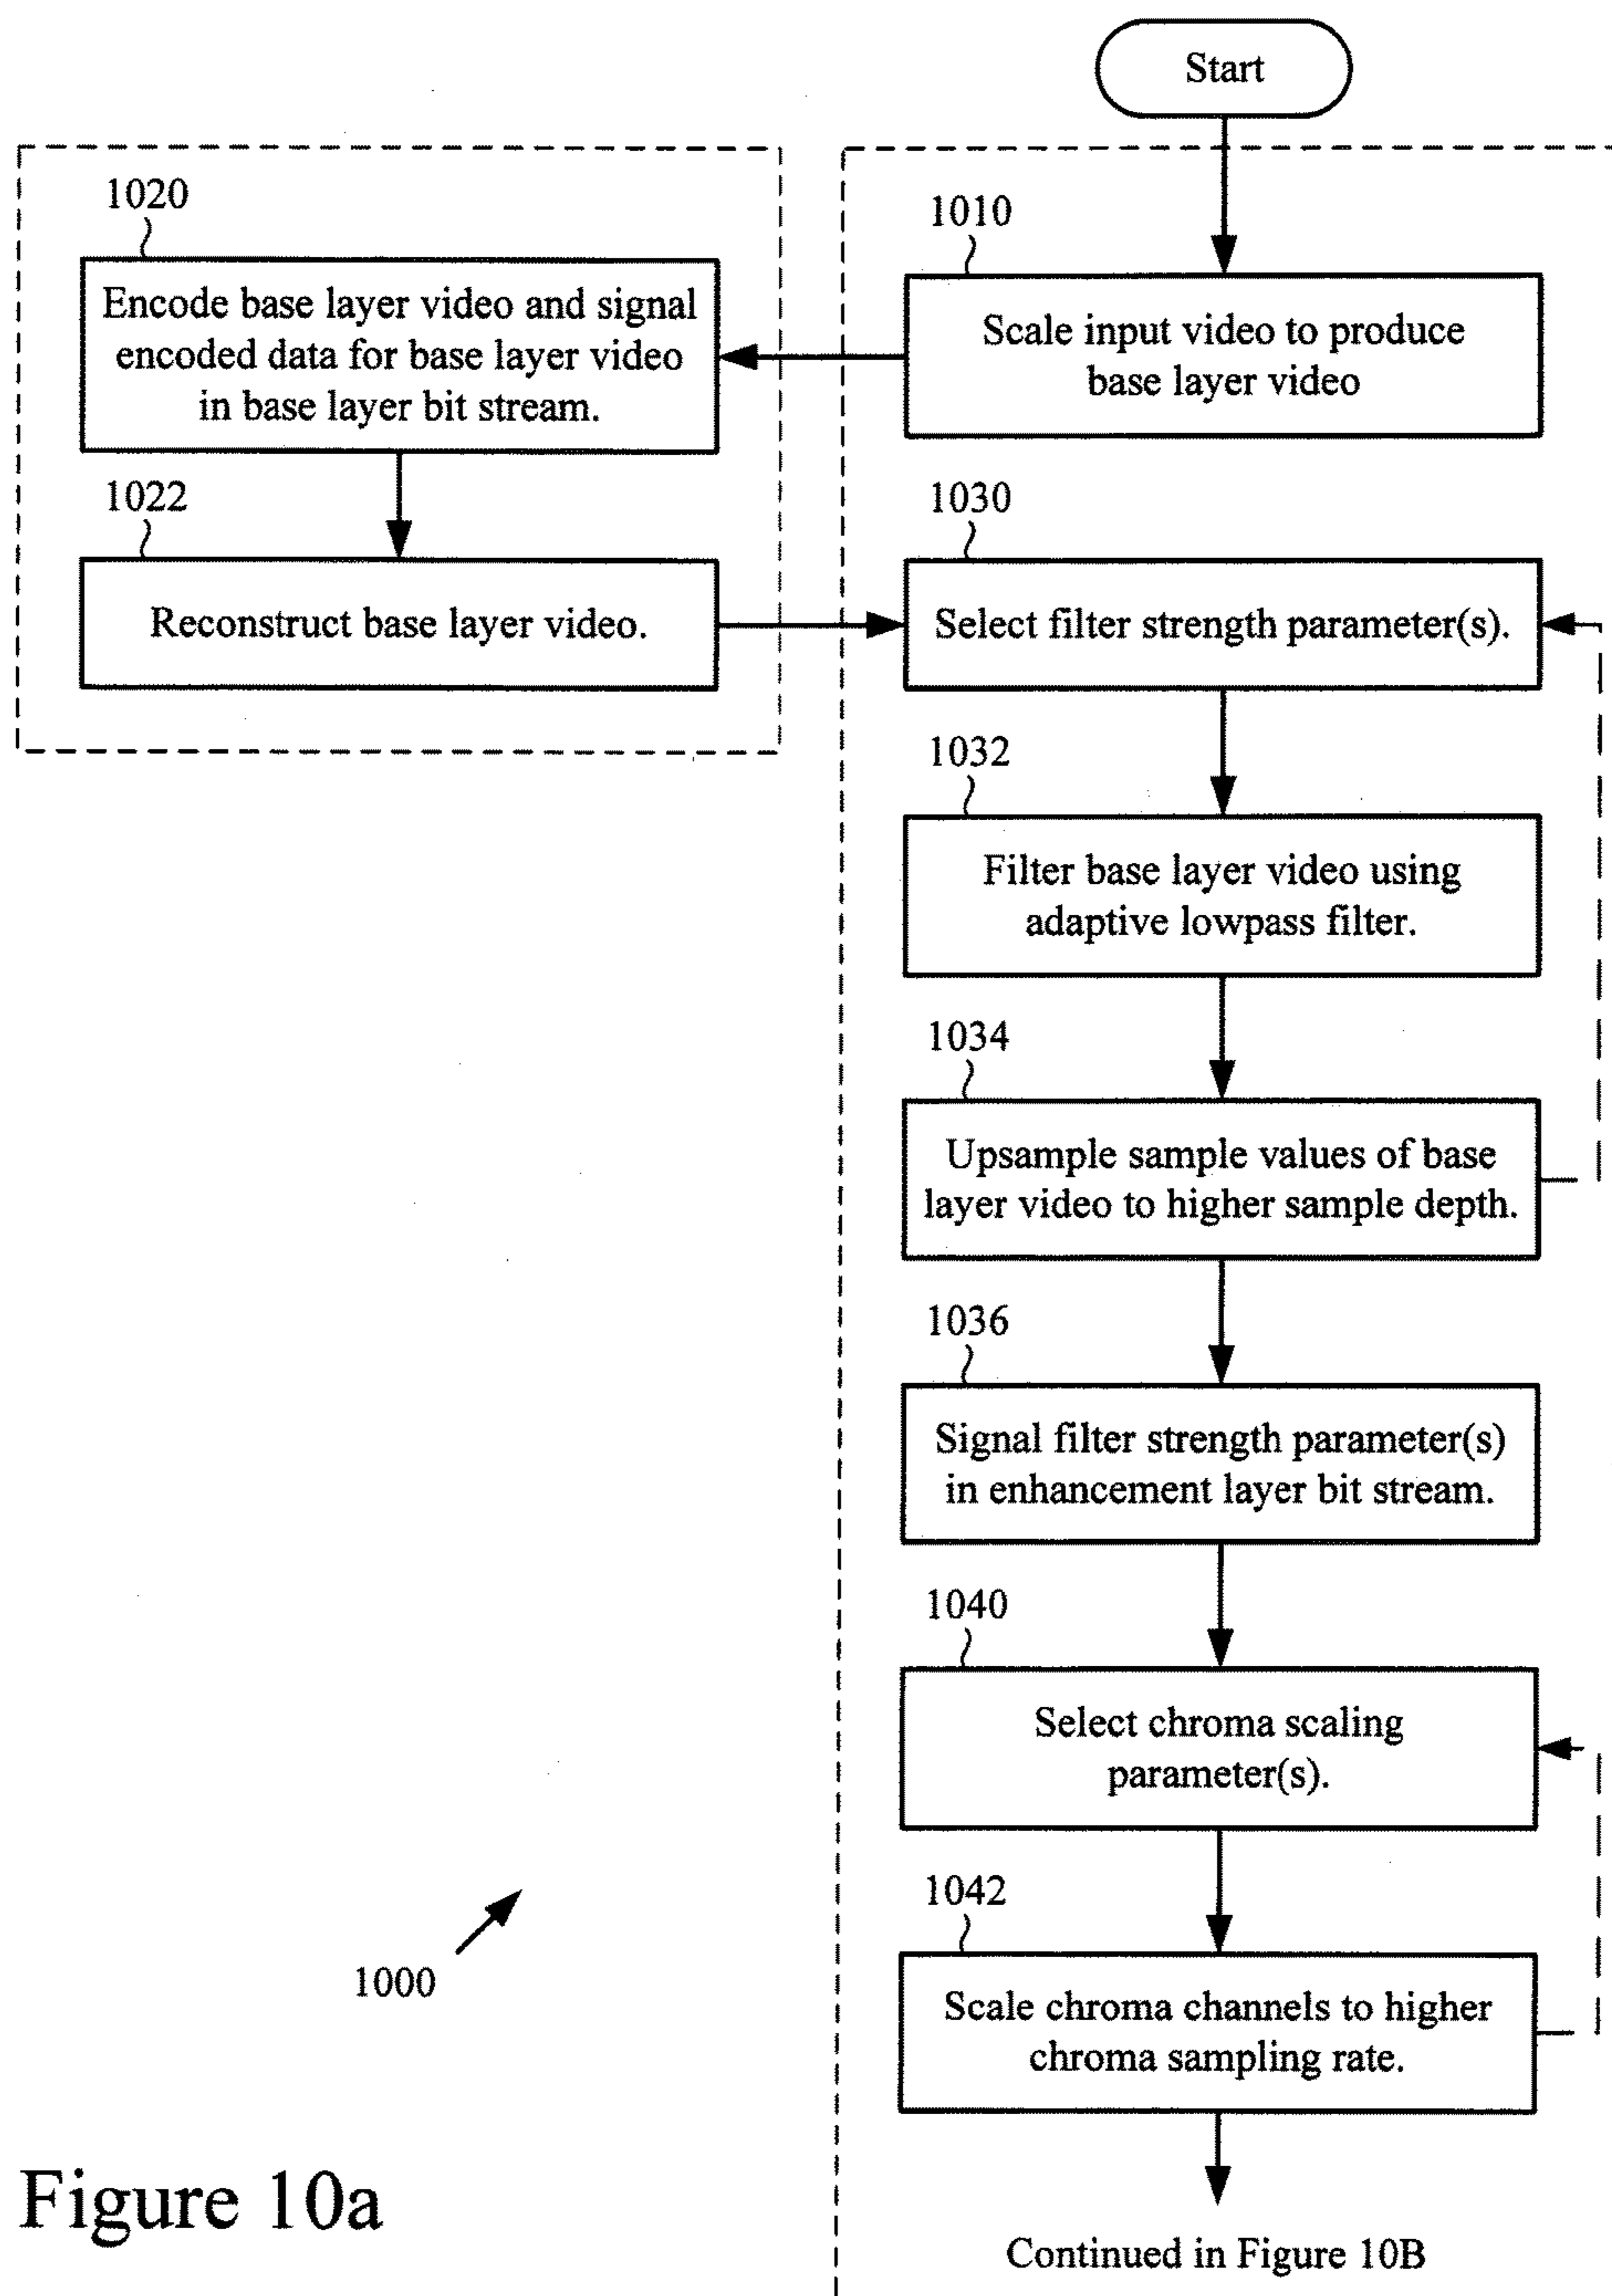 Start
1020
Encode base layer video and signal
encoded data for base layer video
in base layer bit stream.
1010
Scale input video to produce
base layer video
1022
Reconstruct base layer video.
1030
Select filter strength parameter(s).
1032
Filter base layer video using
adaptive lowpass filter.
1034
Upsample sample values of base
layer video to higher sample depth.
1036
Signal filter strength parameter(s)
in enhancement layer bit stream.
1040
Select chroma scaling
parameter(s).
1042
Scale chroma channels to higher
chroma sampling rate.
1000
Figure 10a
Continued in Figure 10B